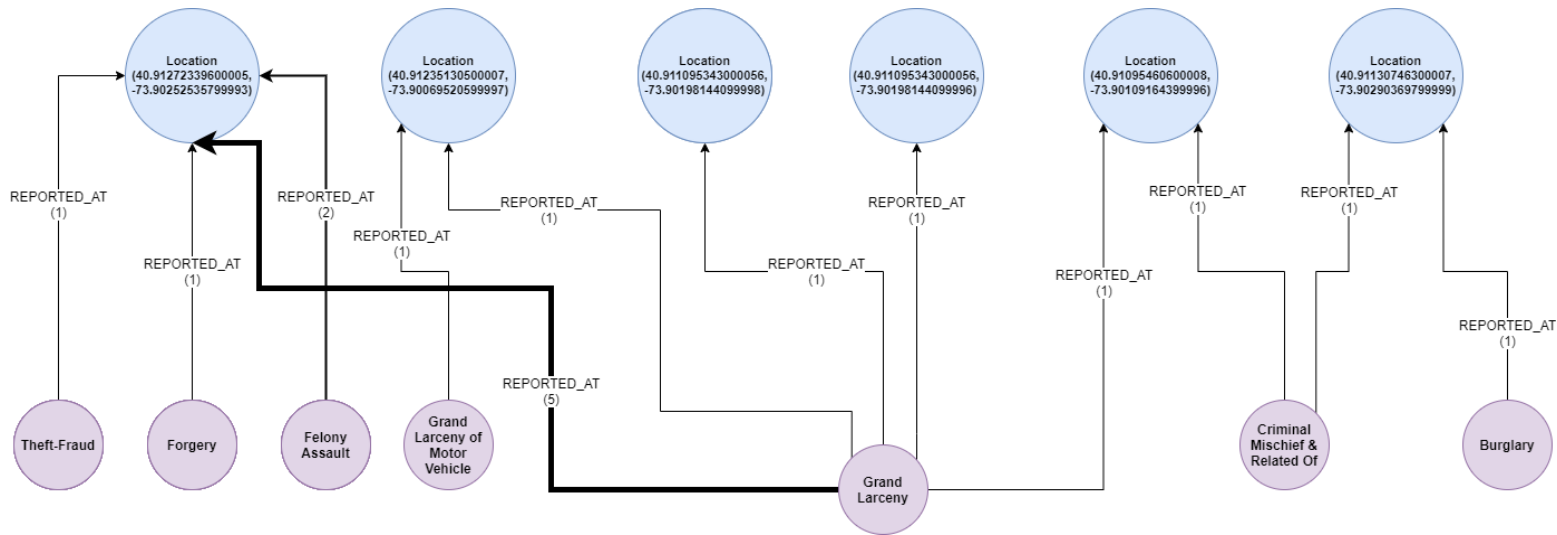 Location
(40.91272339600005,
-73.90252535799993)
Location
(40.91235130500007,
-73.90069520599997)
Location
(40.911095343000056,
-73.90198144099998)
Location
(40.911095343000056,
-73.90198144099996)
Location
(40.91095460600008,
-73.90109164399996)
Location
(40.91130746300007,
-73.90290369799999)
REPORTED_AT
(1)
REPORTED_AT
(1)
REPORTED_AT
(2)
REPORTED_AT
(1)
REPORTED_AT
(1)
REPORTED_AT
(1)
REPORTED_AT
(1)
REPORTED_AT
(1)
REPORTED_AT
(1)
REPORTED_AT
(1)
REPORTED_AT
(1)
REPORTED_AT
(5)
Theft-Fraud
Forgery
Felony
Assault
Grand
Larceny of
Motor
Vehicle
Grand
Larceny
Criminal
Mischief &
Related Of
Burglary